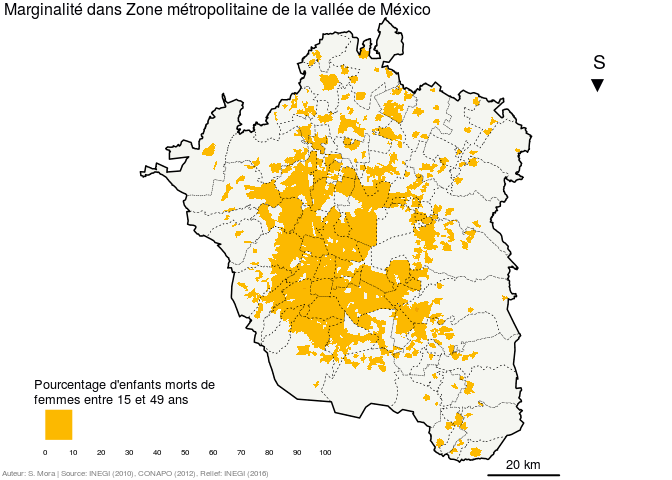 Marginalité dans Zone métropolitaine de la vallée de México
S
Pourcentage d'enfants morts de
femmes entre 15 et 49 ans
0 10 20 30 40 50 60 70 80 90 100
20 km
Auteur: S. Mora | Source: INEGI (2010). CONAPO (2012). Relief: INEGI (2016)